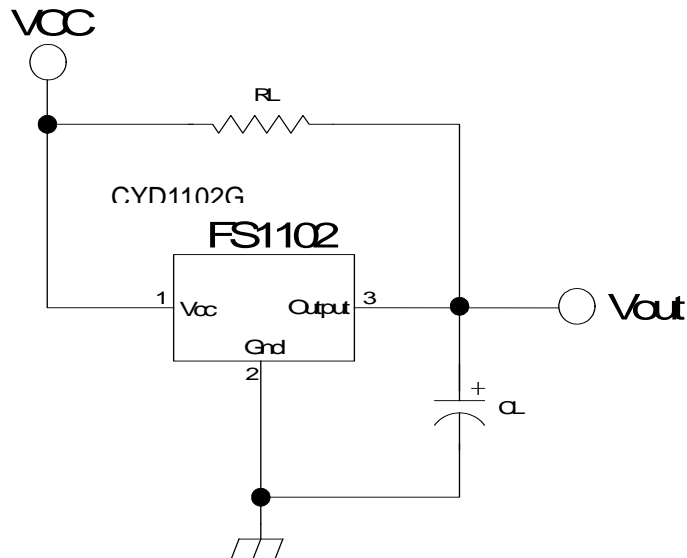 VCC
RL
CYD1102G
FS1102
1
Vcc
Output
3
Gnd
2
Vout
+
CL